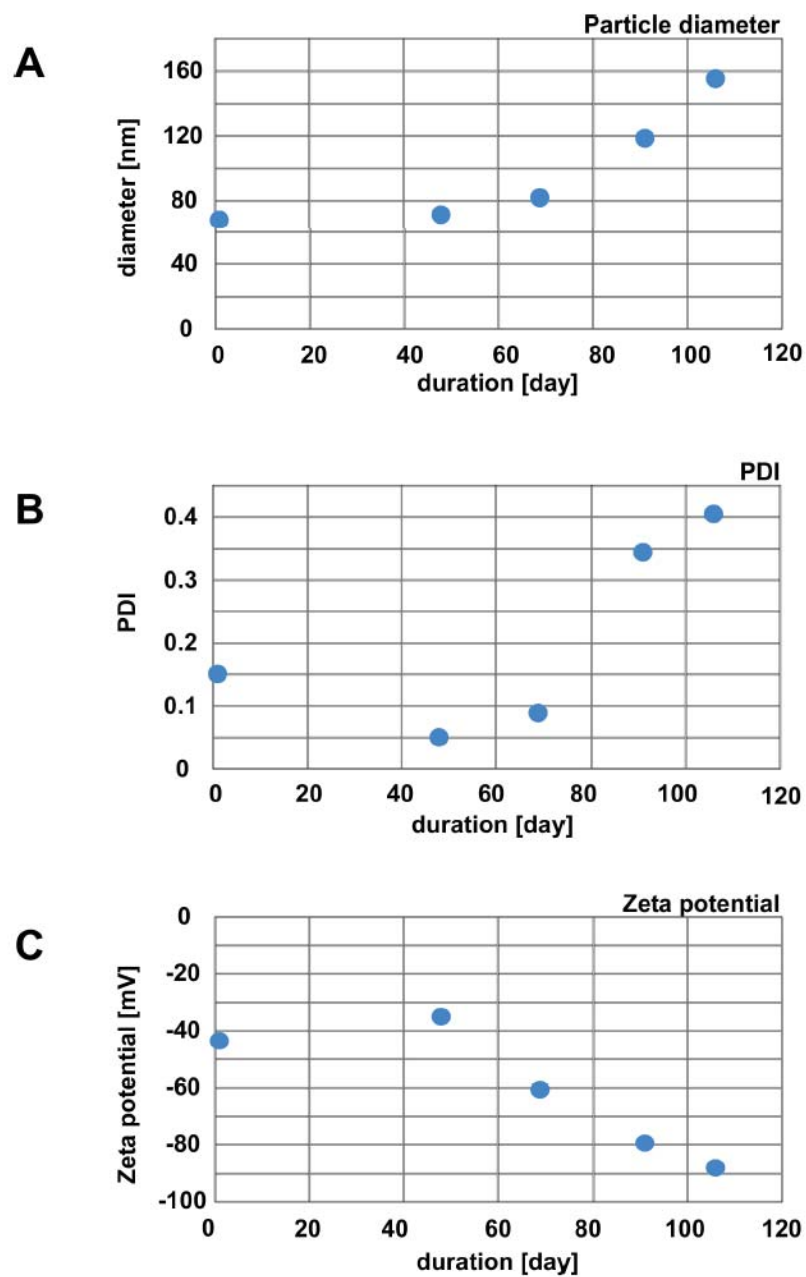 Particle diameter
A
160
120
80
40
0
diameter [nm]
0 20 40 60 80 100 120
duration [day]
PDI
B
0.4
0.3
0.2
0.1
0
PDI
0 20 40 60 80 100 120
duration [day]
Zeta potential
C
0
-20
-40
-60
-80
-100
Zeta potential [mV]
0 20 40 60 80 100 120
duration [day]